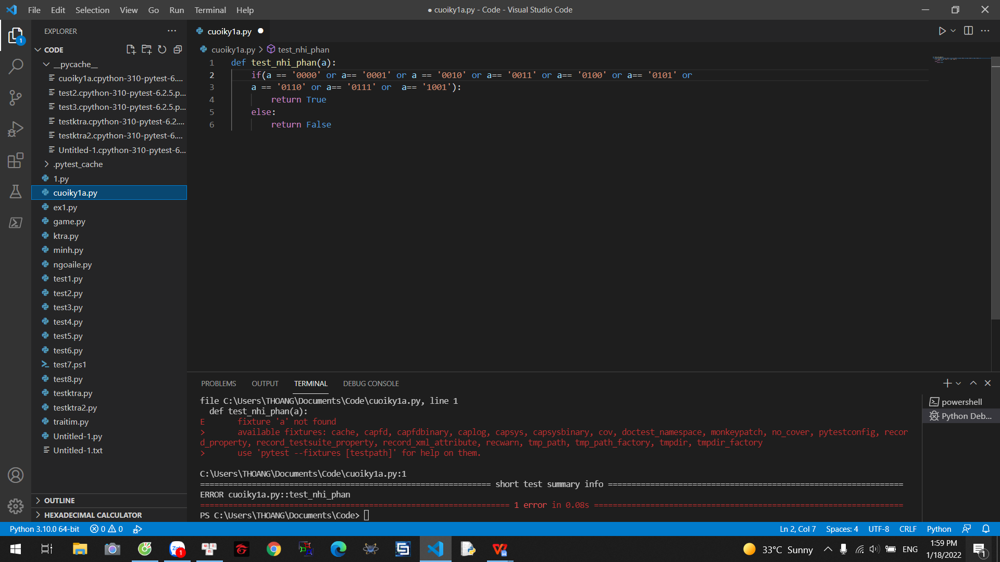 File Edit Selection View Go Run Terminal Help
● cuoiky1a.py - Code - Visual Studio Code
EXPLORER
1
CODE
__pycache__
cuoiky1a.cpython-310-pytest-6....
test2.cpython-310-pytest-6.2.5.p...
test3.cpython-310-pytest-6.2.5.p...
testktra.cpython-310-pytest-6.2....
testktra2.cpython-310-pytest-6....
Untitled-1.cpython-310-pytest-6...
.pytest_cache
1.py
cuoiky1a.py
ex1.py
game.py
ktra.py
minh.py
ngoaile.py
test1.py
test2.py
test3.py
test4.py
test5.py
test6.py
test7.ps1
test8.py
testktra.py
testktra2.py
traitim.py
Untitled-1.py
Untitled-1.txt
OUTLINE
HEXADECIMAL CALCULATOR
cuoiky1a.py
cuoiky1a.py > test_nhi_phan
1 def test_nhi_phan(a):
2 if(a == '0000' or a== '0001' or a == '0010' or a== '0011' or a== '0100' or a== '0101' or
3 a == '0110' or a== '0111' or  a== '1001'):
4 return True
5 else:
6 return False
PROBLEMS OUTPUT TERMINAL DEBUG CONSOLE
file C:\Users\THOANG\Documents\Code\cuoiky1a.py, line 1
def test_nhi_phan(a):
E fixture 'a' not found
> available fixtures: cache, capfd, capfdbinary, caplog, capsys, capsysbinary, cov, doctest_namespace, monkeypatch, no_cover, pytestconfig, recor
d_property, record_testsuite_property, record_xml_attribute, recwarn, tmp_path, tmp_path_factory, tmpdir, tmpdir_factory
> use 'pytest --fixtures [testpath]' for help on them.
C:\Users\THOANG\Documents\Code\cuoiky1a.py:1
============================================================== short test summary info ===============================================================
ERROR cuoiky1a.py::test_nhi_phan
================================================================== 1 error in 0.08s ==================================================================
PS C:\Users\THOANG\Documents\Code>
powershell
Python Deb...
Python 3.10.0 64-bit 0 0 Ln 2, Col 7 Spaces: 4 UTF-8 CRLF Python
1
33°C Sunny ENG
1:59 PM
1/18/2022
1